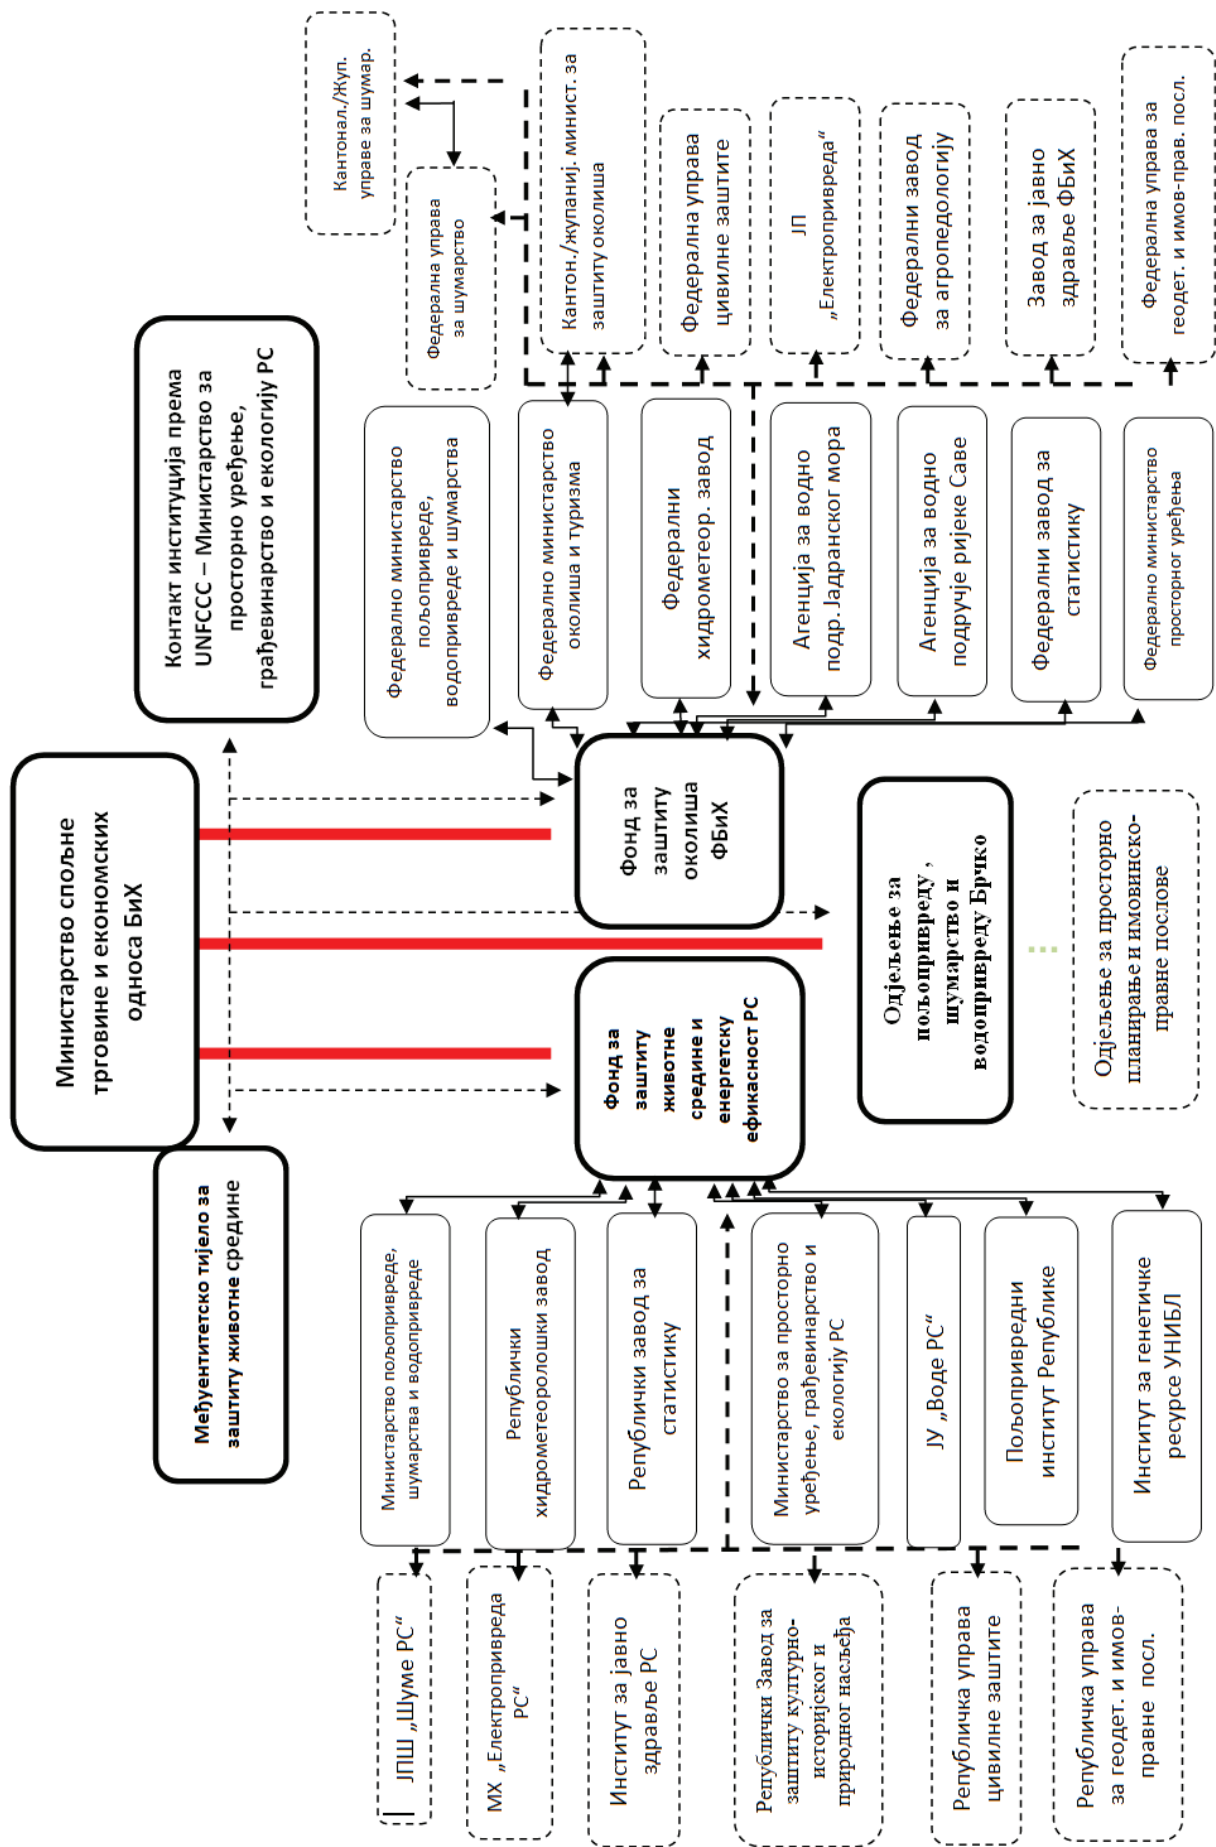 Министарство спољне
трговине и економских
односа БиХ
Међуентитетско тијело за
заштиту животне средине
Контакт институција према
UNFCCC – Министарство за
просторно уређење,
грађевинарство и екологију РС
Фонд за
заштиту
животне
средине и
енергетску
ефикасност РС
Фонд за
заштиту
околиша
ФБиХ
Одјељење за
пољопривреду ,
шумарство и
водопривреду Брчко
Одјељење за просторно
планирање и имовинско-
правне послове
Министарство пољопривреде,
шумарства и водопривреде
Републички
хидрометеоролошки завод
Републички завод за
статистику
Министарство за просторно
уређење, грађевинарство и
екологију РС
ЈУ „Воде РС“
Пољопривредни
институт Републике
Институт за генетичке
ресурсе УНИБЛ
ЈПШ „Шуме РС“
МХ „Електропривреда
РС“
Институт за јавно
здравље РС
Републички Завод за
заштиту културно-
историјског и
природног насљеђа
Републичка управа
цивилне заштите
Републичка управа
за геодет. и имов-
правне посл.
Федерално министарство
пољопривреде,
водопривреде и шумарства
Федерално министарство
околиша и туризма
Федерални
хидрометеор. завод
Агенција за водно
подр.Јадранског мора
Агенција за водно
подручје ријеке Саве
Федерални завод за
статистику
Федерално министарство
просторног уређења
Кантонал./Жуп.
управе за шумар.
Федерална управа
за шумарство
Кантон./жупаниј. минист. за
заштиту околиша
Федерална управа
цивилне заштите
ЈП
„Електропривреда“
Федерални завод
за агропедологију
Завод за јавно
здравље ФБиХ
Федерална управа за
геодет. и имов-прав. посл.